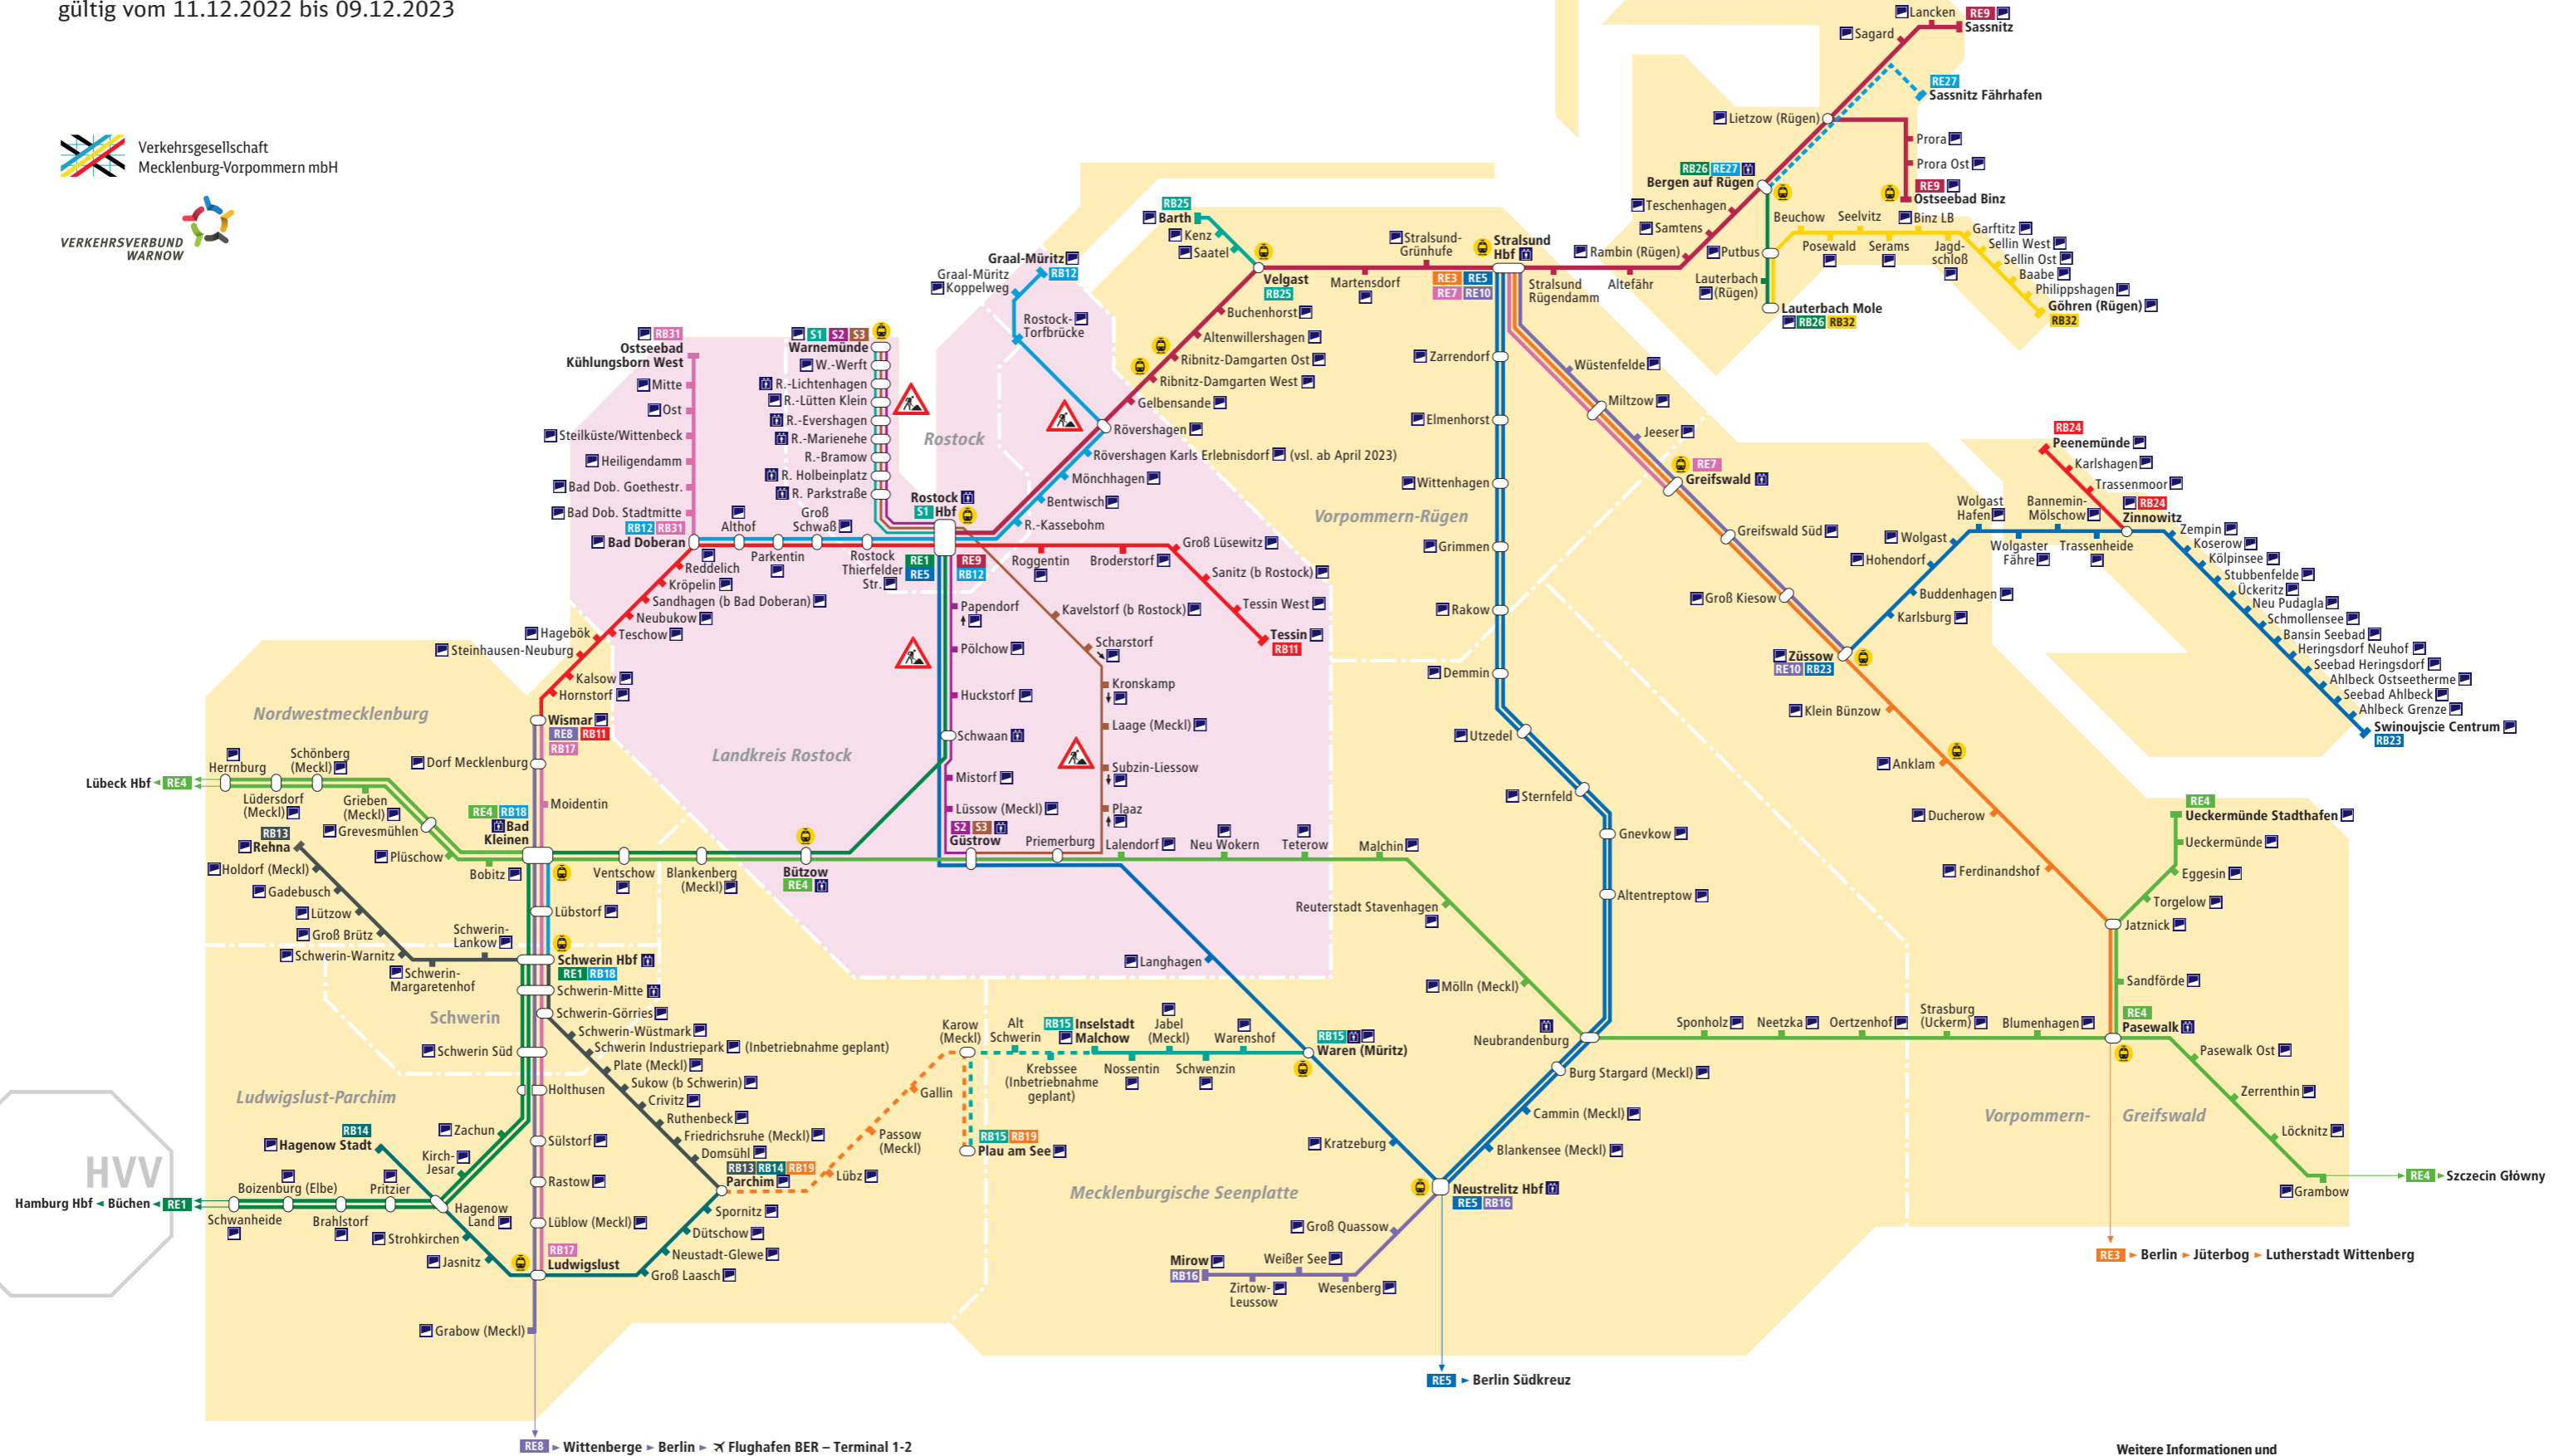 gültig vom 11.12.2022 bis 09.12.2023
Verkehrsgesellschaft
Mecklenburg-Vorpommern mbH
VERKEHRSVERBUND
WARNOW
Lancken
RE9
Sassnitz
Sagard
RE27
Sassnitz Fährhafen
Lietzow (Rügen)
Prora
Prora Ost
RE9
Ostseebad Binz
RB26 RE27
Bergen auf Rügen
Teschenhagen
Samtens
Rambin (Rügen)
Altefähr
Stralsund
Rügendamm
Putbus
Lauterbach
(Rügen)
Lauterbach Mole
RB26 RB32
Beuchow
Posewald
Seelvitz
Serams
Binz LB
Jagd-
schloß
Garftitz
Sellin West
Sellin Ost
Baabe
Philippshagen
Göhren (Rügen)
RB32
Stralsund
Hbf
RE3 RE5
RE7 RE10
Stralsund-
Grünhufe
Martensdorf
Velgast
RB25
RB25
Barth
Kenz
Saatel
Buchenhorst
Altenwillershagen
Ribnitz-Damgarten Ost
Ribnitz-Damgarten West
Gelbensande
Rövershagen
Rövershagen Karls Erlebnisdorf (vsl. ab April 2023)
Mönchhagen
Bentwisch
R.-Kassebohm
Graal-Müritz
RB12
Graal-Müritz
Koppelweg
Rostock-
Torfbrücke
S1 S2 S3
Warnemünde
W.-Werft
R.-Lichtenhagen
R.-Lütten Klein
R.-Evershagen
R.-Marienehe
R.-Bramow
R. Holbeinplatz
R. Parkstraße
Rostock
Rostock
S1 Hbf
RE1 RE9
RE5 RB12
RB31
Ostseebad
Kühlungsborn West
Mitte
Ost
Steilküste/Wittenbeck
Heiligendamm
Bad Dob. Goethestr.
Bad Dob. Stadtmitte
RB12 RB31
Bad Doberan
Althof
Parkentin
Groß
Schwaß
Rostock
Thierfelder
Str.
Reddelich
Kröpelin
Sandhagen (b Bad Doberan)
Neubukow
Teschow
Hagebök
Steinhausen-Neuburg
Kalsow
Hornstorf
Wismar
RE8 RB11
RB17
Dorf Mecklenburg
Moidentin
RE4 RB18
Bad
Kleinen
Roggentin
Broderstorf
Groß Lüsewitz
Sanitz (b Rostock)
Tessin West
Tessin
RB11
Papendorf
Pölchow
Huckstorf
Schwaan
Mistorf
Lüssow (Meckl)
S2 S3
Güstrow
Kavelstorf (b Rostock)
Scharstorf
Kronskamp
Laage (Meckl)
Subzin-Liessow
Plaaz
Priemerburg
Lalendorf
Neu Wokern
Teterow
Malchin
Reuterstadt Stavenhagen
Mölln (Meckl)
Neubrandenburg
Landkreis Rostock
Nordwestmecklenburg
Lübeck Hbf RE4
Herrnburg
Lüdersdorf
(Meckl)
Schönberg
(Meckl)
Grieben
(Meckl)
Grevesmühlen
Plüschow
Bobitz
Ventschow
Blankenberg
(Meckl)
Bützow
RE4
RB13
Rehna
Holdorf (Meckl)
Gadebusch
Lützow
Groß Brütz
Schwerin-Warnitz
Schwerin-
Margaretenhof
Schwerin-
Lankow
Lübstorf
Schwerin Hbf
RE1 RB18
Schwerin-Mitte
Schwerin-Görries
Schwerin
Schwerin Süd
Schwerin-Wüstmark
Schwerin Industriepark (Inbetriebnahme geplant)
Plate (Meckl)
Sukow (b Schwerin)
Crivitz
Ruthenbeck
Friedrichsruhe (Meckl)
Domsühl
RB13 RB14 RB19
Parchim
Holthusen
Sülstorf
Rastow
Lüblow (Meckl)
RB17
Ludwigslust
Grabow (Meckl)
RE8 Wittenberge Berlin Flughafen BER – Terminal 1-2
Ludwigslust-Parchim
RB14
Hagenow Stadt
Zachun
Kirch-
Jesar
Hagenow
Land
Strohkirchen
Jasnitz
HVV
Hamburg Hbf Büchen RE1
Schwanheide
Boizenburg (Elbe)
Brahlstorf
Pritzier
Spornitz
Dütschow
Neustadt-Glewe
Groß Laasch
Lübz
Passow
(Meckl)
Gallin
Karow
(Meckl)
RB15 RB19
Plau am See
Alt
Schwerin
Krebssee
(Inbetriebnahme
geplant)
RB15 Inselstadt
Malchow
Nossentin
Jabel
(Meckl)
Schwenzin
Warenshof
RB15
Waren (Müritz)
Langhagen
Kratzeburg
Mecklenburgische Seenplatte
Neustrelitz Hbf
RE5 RB16
Groß Quassow
Wesenberg
Weißer See
Zirtow-
Leussow
Mirow
RB16
RE5 Berlin Südkreuz
Burg Stargard (Meckl)
Cammin (Meckl)
Blankensee (Meckl)
Vorpommern-Rügen
Zarrendorf
Elmenhorst
Wittenhagen
Grimmen
Rakow
Demmin
Utzedel
Sternfeld
Gnevkow
Altentreptow
Wüstenfelde
Miltzow
Jeeser
RE7
Greifswald
Greifswald Süd
Groß Kiesow
Züssow
RE10 RB23
Klein Bünzow
Anklam
Ducherow
Ferdinandshof
Jatznick
Sandförde
RE4
Pasewalk
Karlsburg
Buddenhagen
Hohendorf
Wolgast
Wolgast
Hafen
Wolgaster
Fähre
Bannemin-
Mölschow
Trassenheide
RB24
Zinnowitz
RB24
Peenemünde
Karlshagen
Trassenmoor
Zempin
Koserow
Kölpinsee
Stubbenfelde
Ückeritz
Neu Pudagla
Schmollensee
Bansin Seebad
Heringsdorf Neuhof
Seebad Heringsdorf
Ahlbeck Ostseetherme
Seebad Ahlbeck
Ahlbeck Grenze
Swinoujscie Centrum
RB23
RE4
Ueckermünde Stadthafen
Ueckermünde
Eggesin
Torgelow
Sponholz
Neetzka
Oertzenhof
Strasburg
(Uckerm)
Blumenhagen
Pasewalk Ost
Zerrenthin
Löcknitz
Grambow
RE4 Szczecin Główny
Vorpommern- Greifswald
RE3 Berlin Jüterbog Lutherstadt Wittenberg
Weitere Informationen und